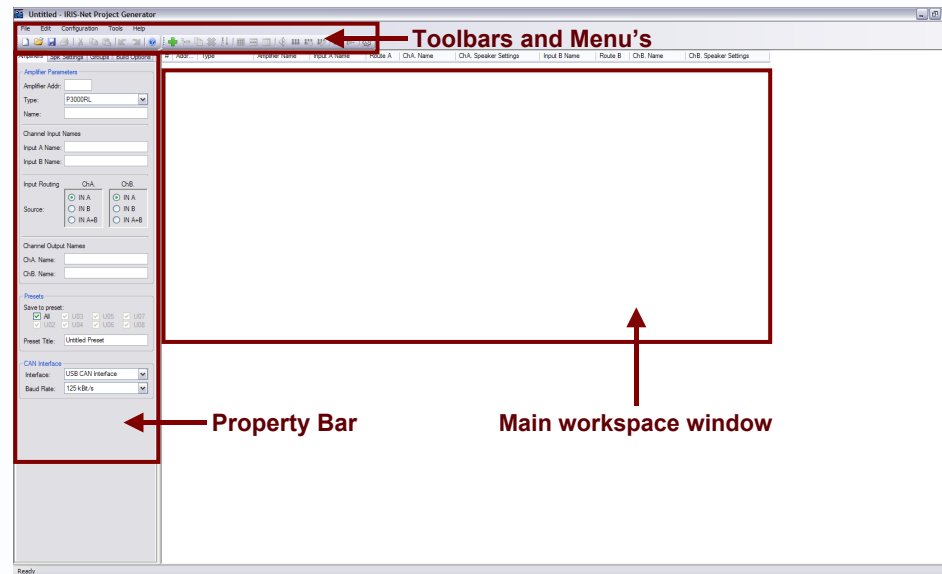 Untitled - IRIS-Net Project Generator
File Edit Configuration Tools Help
Toolbars and Menu's
Amplifiers Spk Settings Groups Build Options
# Addr... Type Amplifier Name Input A Name Route A ChA. Name ChA. Speaker Settings Input B Name Route B ChB. Name ChB. Speaker Settings
Amplifier Parameters
Amplifier Addr:
Type: P3000RL
Name:
Channel Input Names
Input A Name:
Input B Name:
Input Routing ChA. ChB.
IN A IN A
Source: IN B IN B
IN A+B IN A+B
Channel Output Names
ChA. Name:
ChB. Name:
Presets
Save to preset:
All U03 U05 U07
U02 U04 U06 U08
Preset Title: Untitled Preset
CAN Interface
Interface: USB CAN Interface
Baud Rate: 125 kBit/s
Property Bar
Main workspace window
Ready